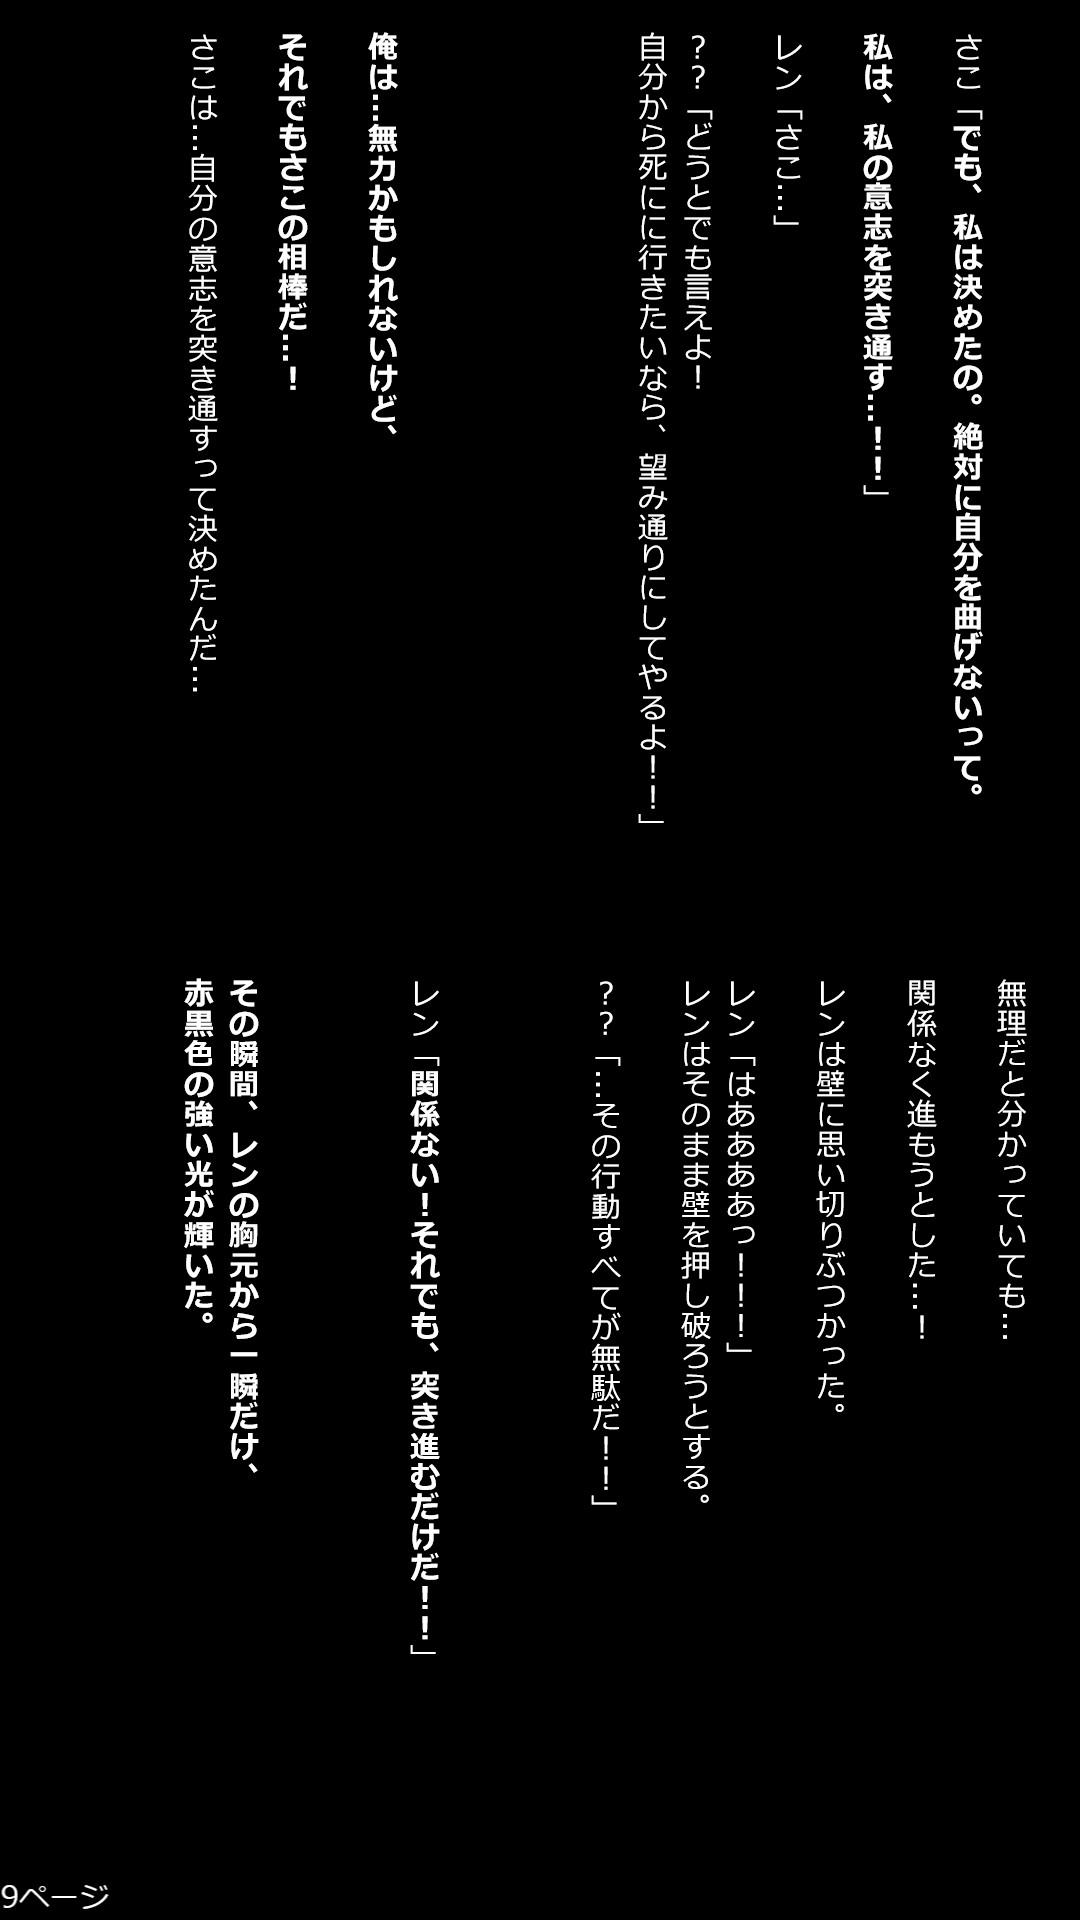 さこ「でも、私は決めたの。絶対に自分を曲げないって。
私は、私の意志を突き通す…！！」
レン「さこ…」
？？「どうとでも言えよ！
自分から死にに行きたいなら、望み通りにしてやるよ！！」
俺は…無力かもしれないけど、
それでもさこの相棒だ…！
さこは…自分の意志を突き通すって決めたんだ…
無理だと分かっていても…
関係なく進もうとした…！
レンは壁に思い切りぶつかった。
レン「はああああっ！！！」
レンはそのまま壁を押し破ろうとする。
？？「…その行動すべてが無駄だ！！」
レン「関係ない！それでも、突き進むだけだ！！」
その瞬間、レンの胸元から一瞬だけ、
赤黒色の強い光が輝いた。
9ページ